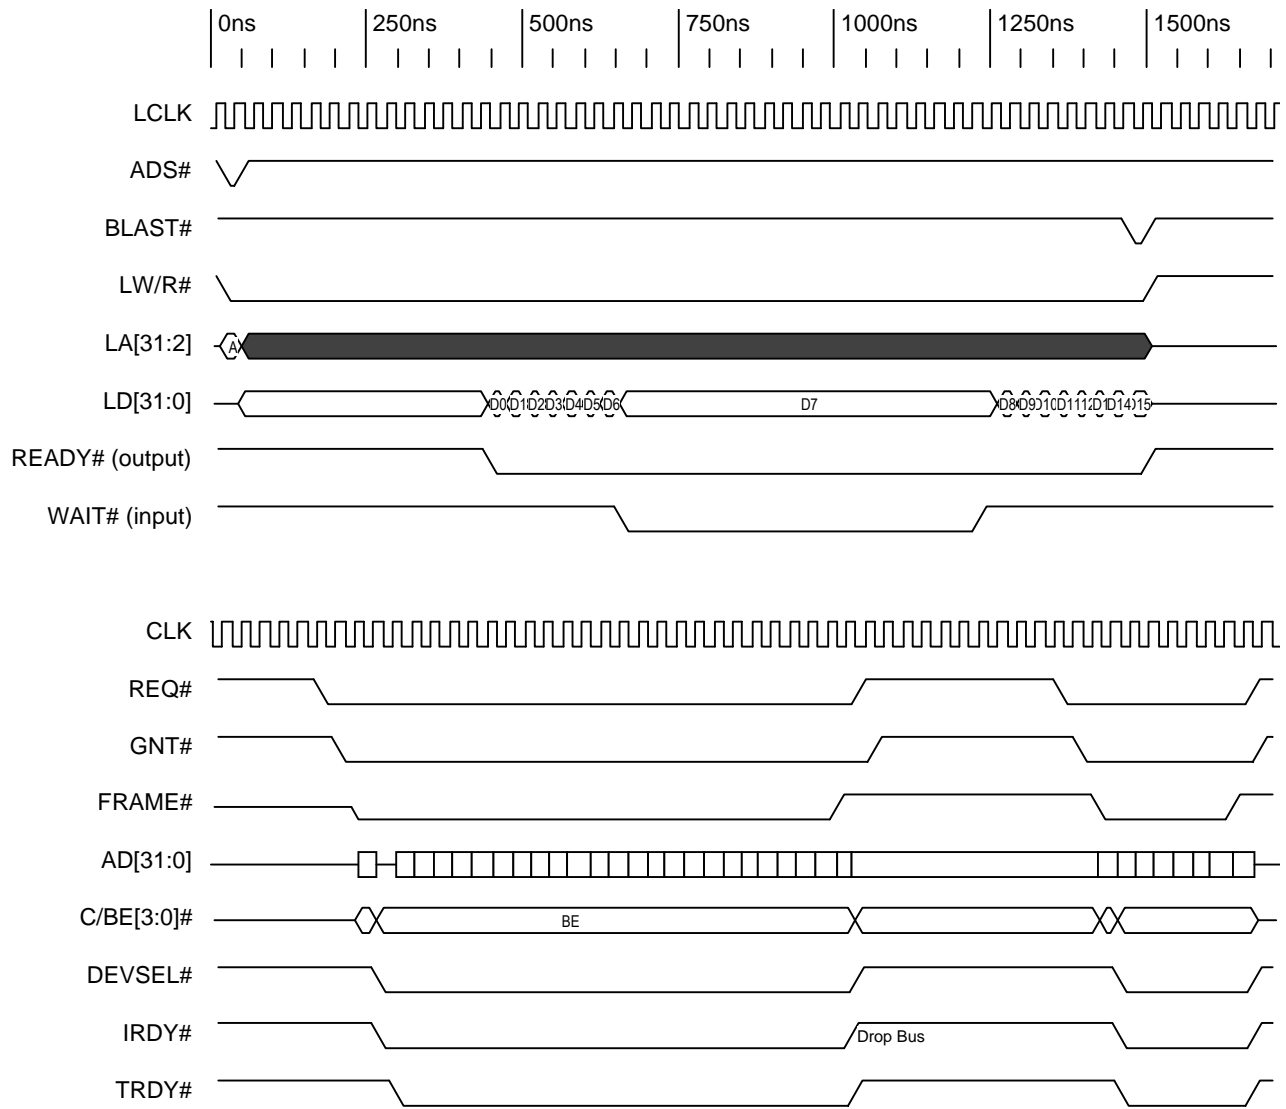 0ns 250ns 500ns 750ns 1000ns 1250ns 1500ns
LCLK
ADS#
BLAST#
LW/R#
LA[31:2] A
LD[31:0] D0 D1 D2 D3 D4 D5 D6 D7 D8 D9 D10 D11 D14
READY# (output)
WAIT# (input)
CLK
REQ#
GNT#
FRAME#
AD[31:0]
C/BE[3:0]# BE
DEVSEL#
IRDY# Drop Bus
TRDY#